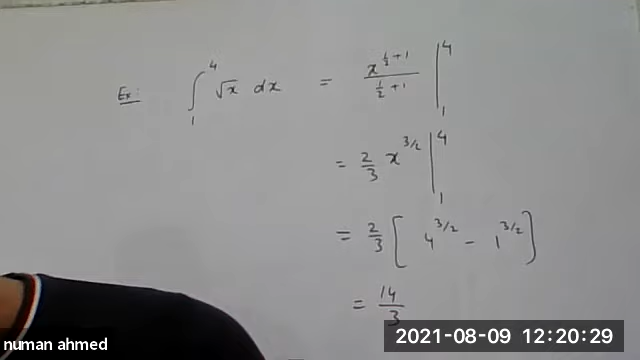 Ex: ∫₁⁴ √x dx = x^(½+1) / (½+1) |₁⁴
= 2/3 x^(3/2) |₁⁴
= 2/3 [ 4^(3/2) - 1^(3/2) ]
= 14/3
2021-08-09 12:20:29
numan ahmed